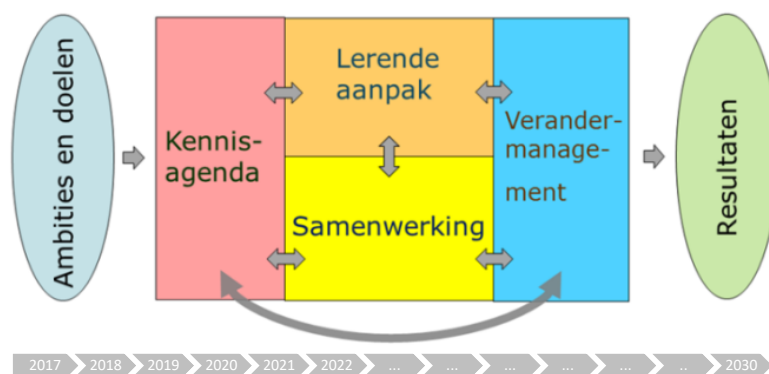 Ambities en doelen
Kennis-
agenda
Lerende
aanpak
Samenwerking
Verander-
manage-
ment
Resultaten
2017 2018 2019 2020 2021 2022 ... ... ... ... ... .. 2030